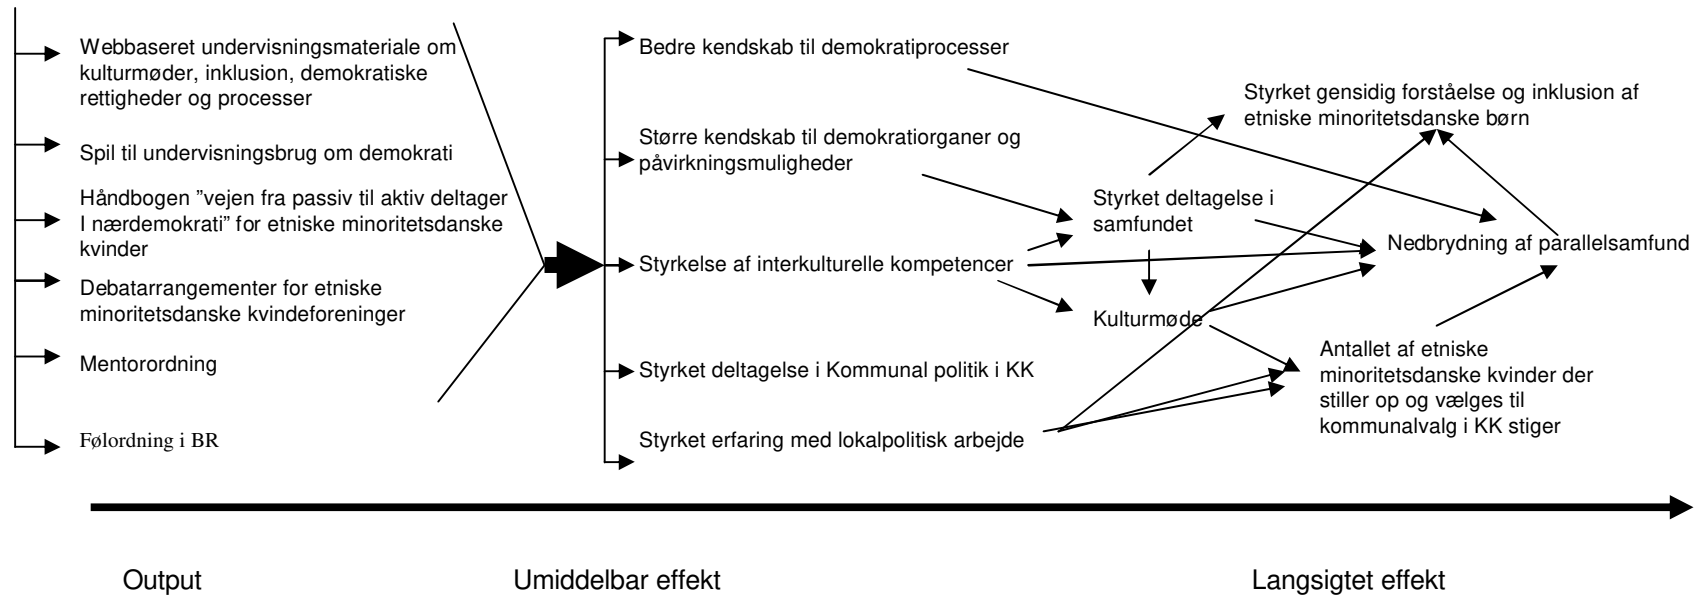 Webbaseret undervisningsmateriale om
kulturmøder, inklusion, demokratiske
rettigheder og processer
Spil til undervisningsbrug om demokrati
Håndbogen ”vejen fra passiv til aktiv deltager
I nærdemokrati” for etniske minoritetsdanske
kvinder
Debatarrangementer for etniske
minoritetsdanske kvindeforeninger
Mentorordning
Følordning i BR
Bedre kendskab til demokratiprocesser
Større kendskab til demokratiorganer og
påvirkningsmuligheder
Styrkelse af interkulturelle kompetencer
Styrket deltagelse i Kommunal politik i KK
Styrket erfaring med lokalpolitisk arbejde
Styrket deltagelse i
samfundet
Kulturmøde
Styrket gensidig forståelse og inklusion af
etniske minoritetsdanske børn
Nedbrydning af parallelsamfund
Antallet af etniske
minoritetsdanske kvinder der
stiller op og vælges til
kommunalvalg i KK stiger
Output
Umiddelbar effekt
Langsigtet effekt